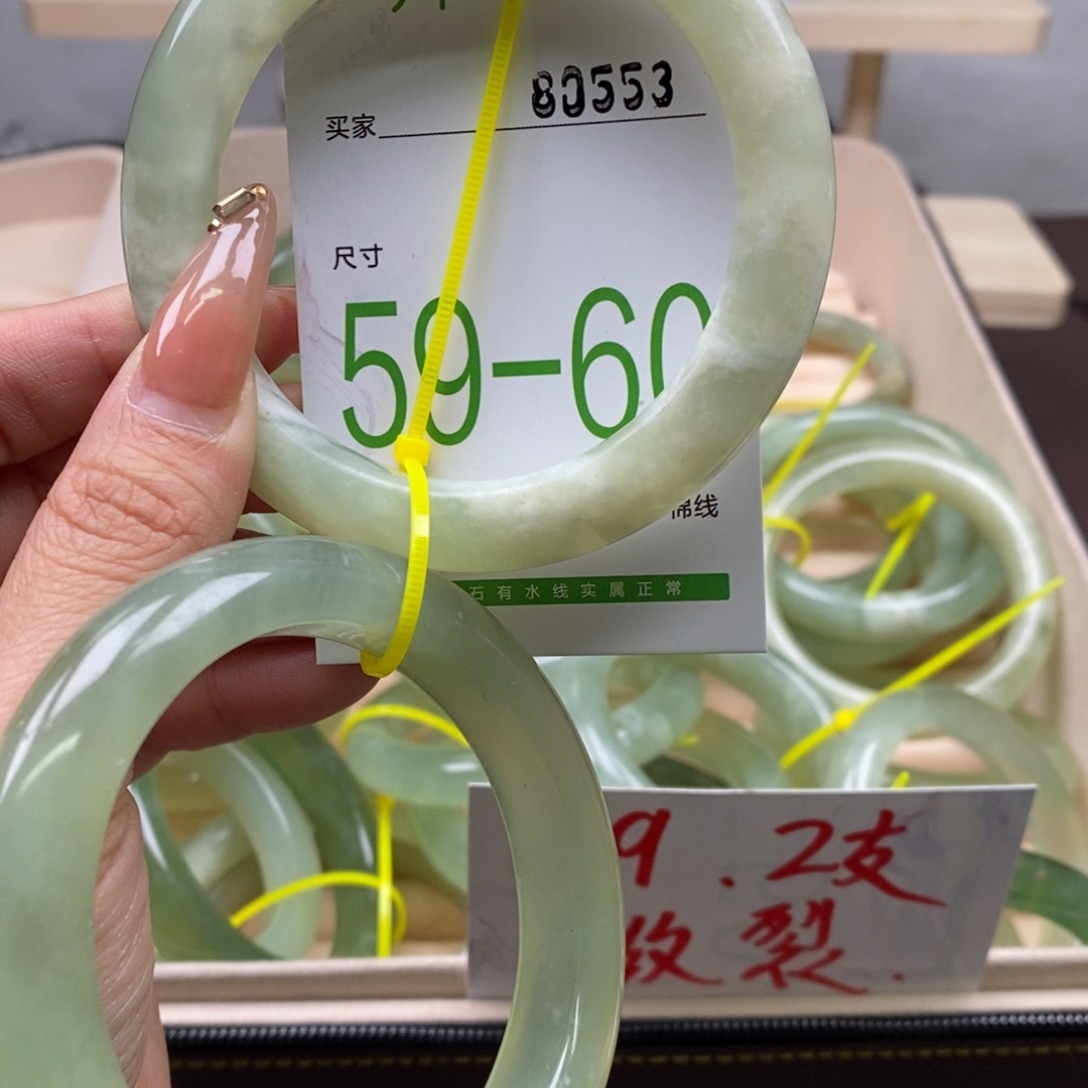 80553
买家
尺寸
59-60
棉线
石有水线实属正常
9.2支
纹裂.